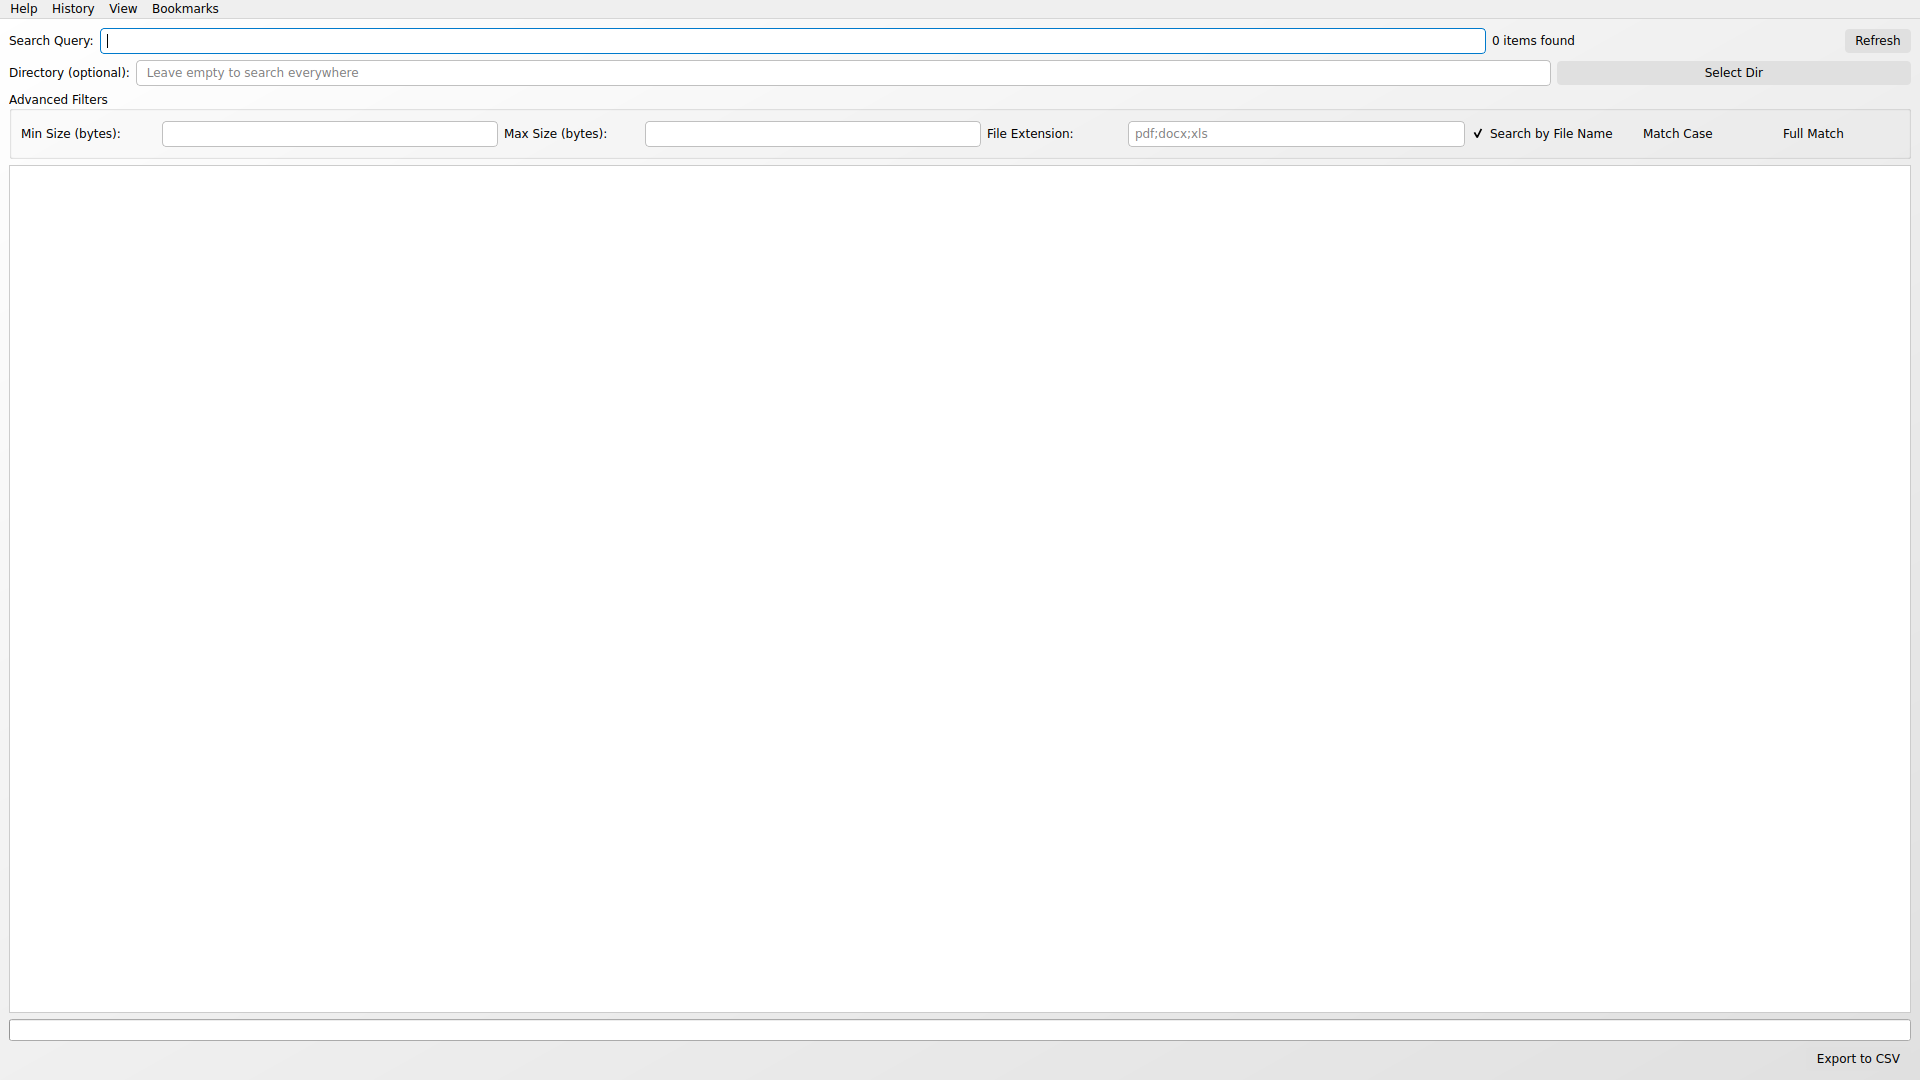 Help History View Bookmarks
Search Query: 0 items found Refresh
Directory (optional): Leave empty to search everywhere Select Dir
Advanced Filters
Min Size (bytes): Max Size (bytes): File Extension: pdf;docx;xls Search by File Name Match Case Full Match
Export to CSV